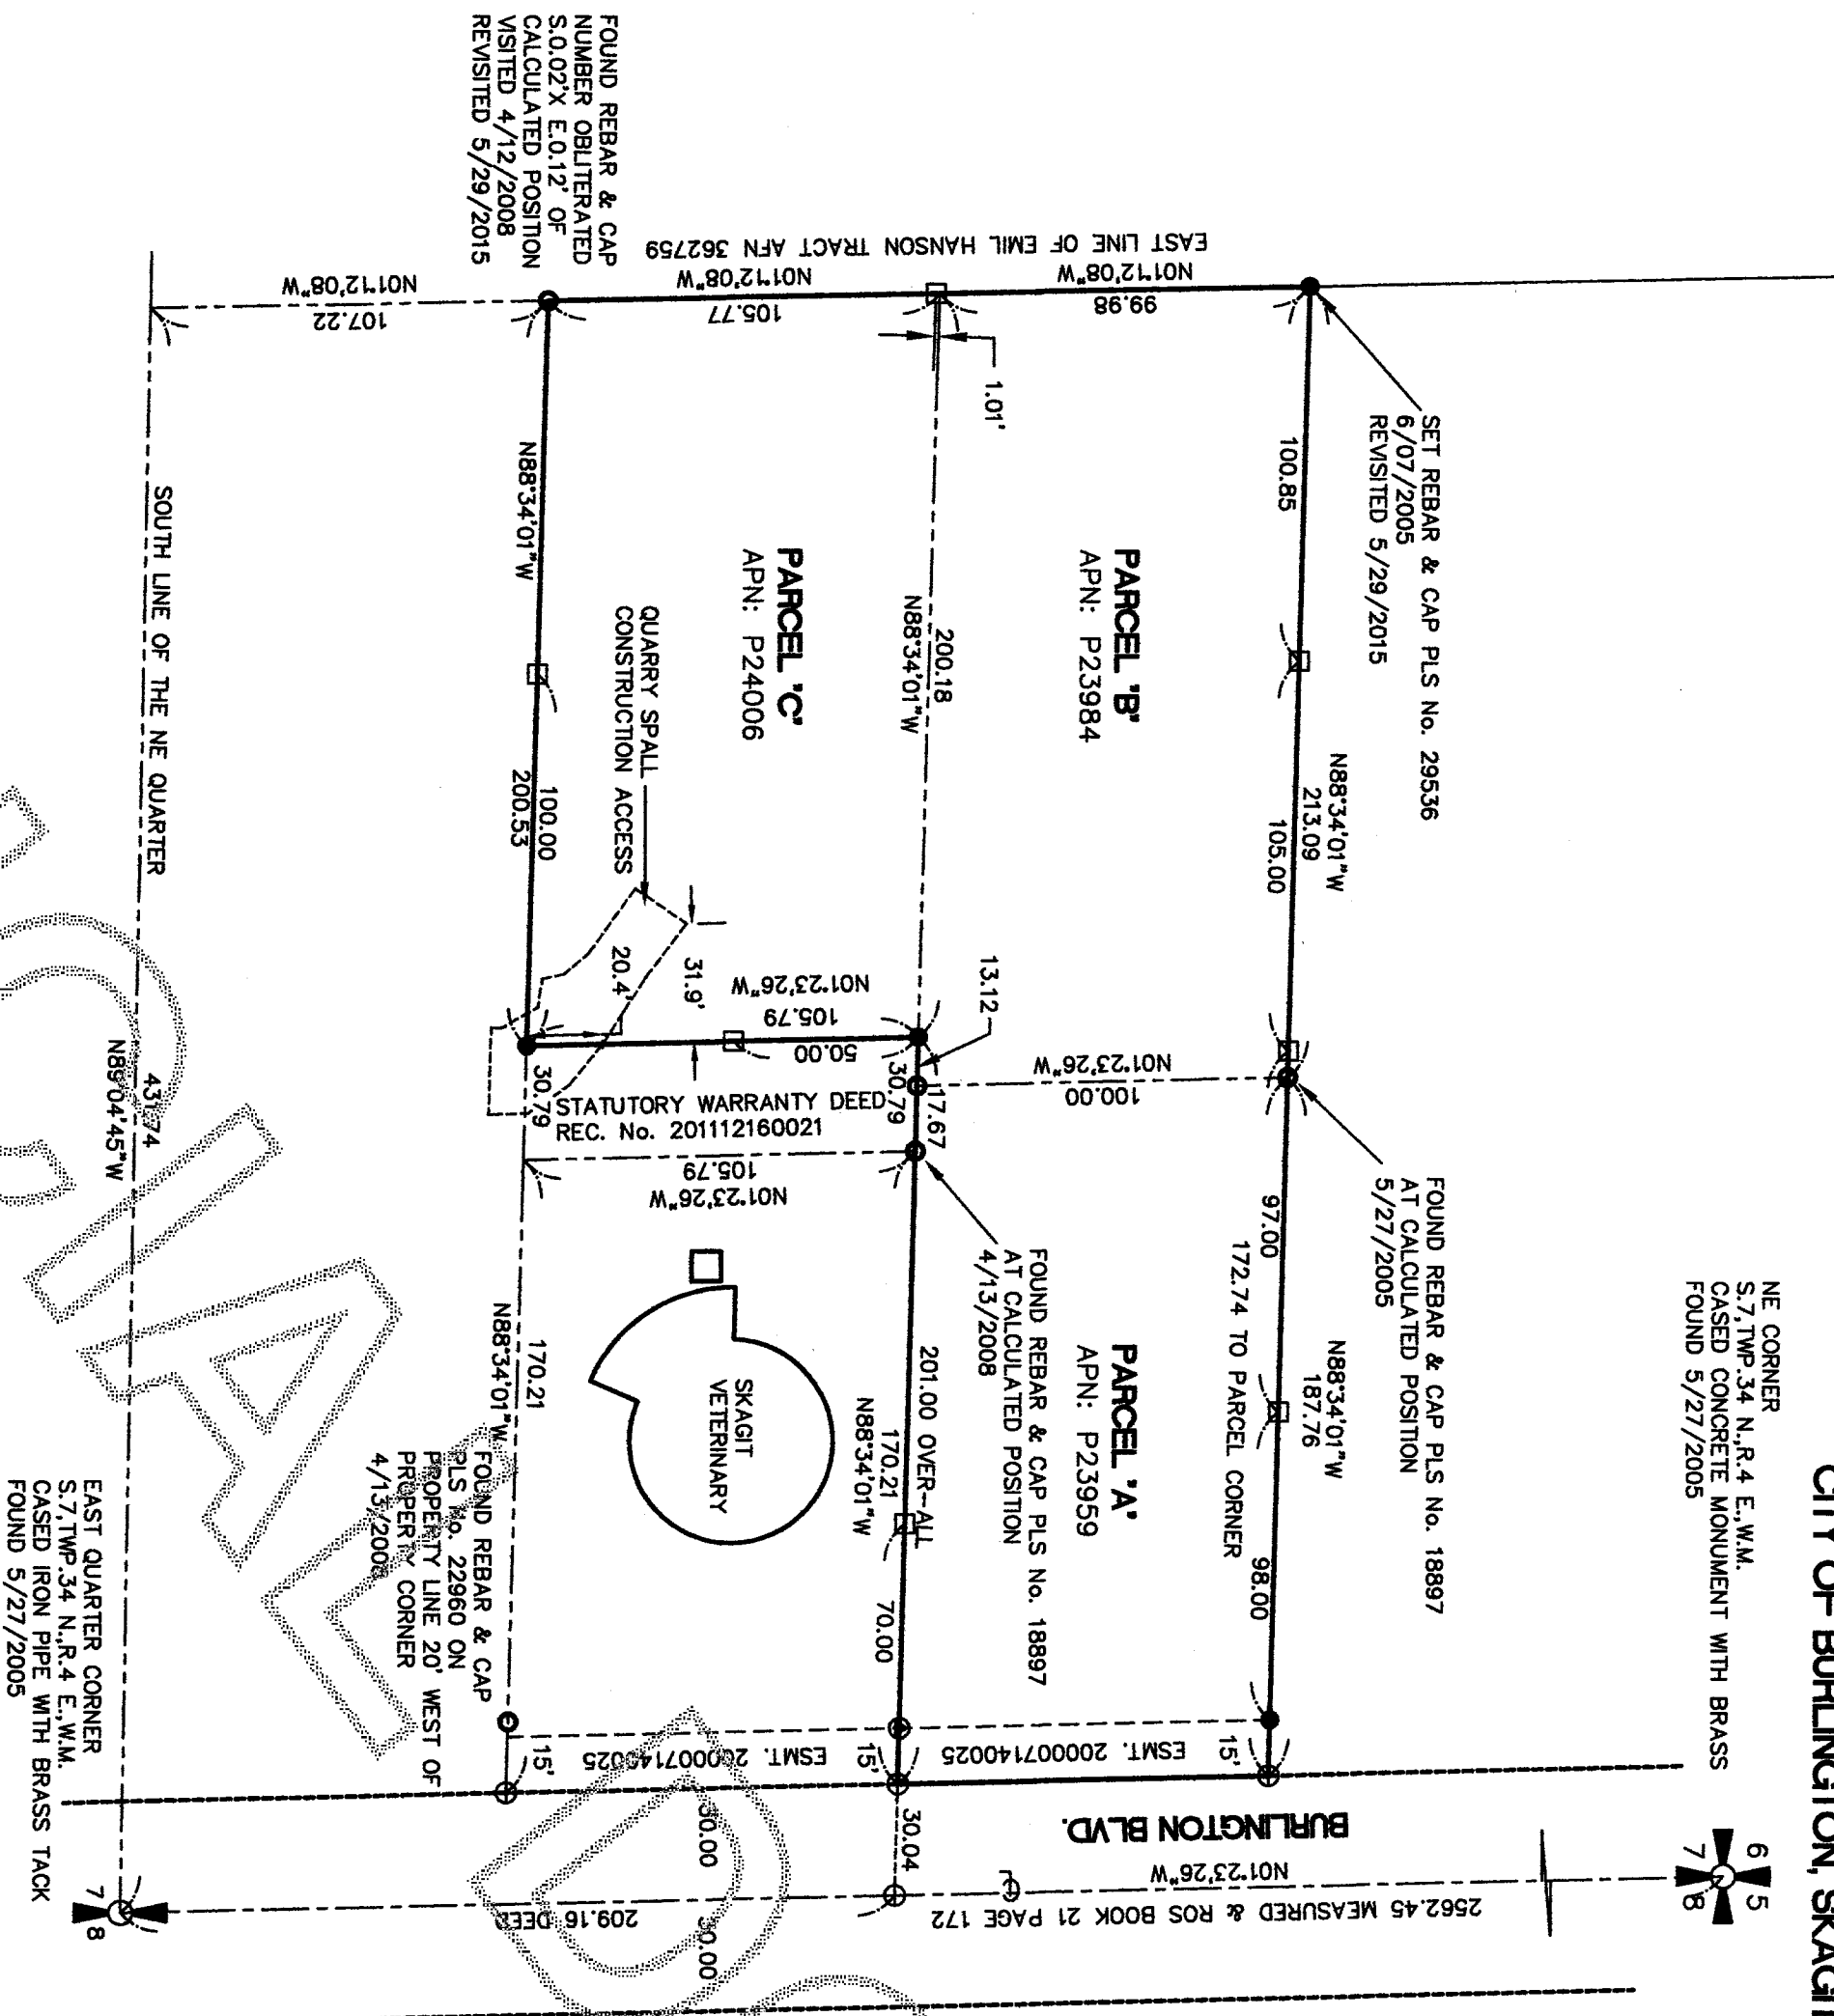 CITY OF BURLINGTON, SKAGIT
NE CORNER
S.7,TWP.34 N.,R.4 E.,W.M.
CASED CONCRETE MONUMENT WITH BRASS
FOUND 5/27/2005
6
5
7
8
SET REBAR & CAP PLS No. 29536
6/07/2005
REVISITED 5/29/2015
FOUND REBAR & CAP PLS No. 18897
AT CALCULATED POSITION
5/27/2005
N88°34'01"W
213.09
100.85
105.00
N88°34'01"W
187.76
97.00
172.74 TO PARCEL CORNER
98.00
EAST LINE OF EMIL HANSON TRACT AFN 362759
N01°12'08"W
99.98
N01°12'08"W
105.77
N01°12'08"W
107.22
1.01'
PARCEL "B"
APN: P23984
200.18
N88°34'01"W
13.12
N01°23'26"W
100.00
17.67
30.79
PARCEL "A"
APN: P23959
FOUND REBAR & CAP PLS No. 18897
AT CALCULATED POSITION
4/13/2008
201.00 OVER-ALL
170.21
N88°34'01"W
70.00
PARCEL "C"
APN: P24006
QUARRY SPALL
CONSTRUCTION ACCESS
31.9'
20.4'
N01°23'26"W
105.79
50.00
STATUTORY WARRANTY DEED
REC. No. 201112160021
105.79
N01°23'26"W
SKAGIT
VETERINARY
N88°34'01"W
100.00
200.53
30.79
170.21
N88°34'01"W
FOUND REBAR & CAP
NUMBER OBLITERATED
S.0.02'X E.0.12' OF
CALCULATED POSITION
VISITED 4/12/2008
REVISITED 5/29/2015
FOUND REBAR & CAP
PLS No. 22960 ON
PROPERTY LINE 20' WEST OF
PROPERTY CORNER
4/13/2008
15'
ESMT. 200007140025
15'
ESMT. 200007140025
15'
BURLINGTON BLVD.
30.04
30.00
30.00
N01°23'26"W
2562.45 MEASURED & ROS BOOK 21 PAGE 172
209.16 DEED
SOUTH LINE OF THE NE QUARTER
431.74
N89°04'45"W
EAST QUARTER CORNER
S.7,TWP.34 N.,R.4 E.,W.M.
CASED IRON PIPE WITH BRASS TACK
FOUND 5/27/2005
7
8